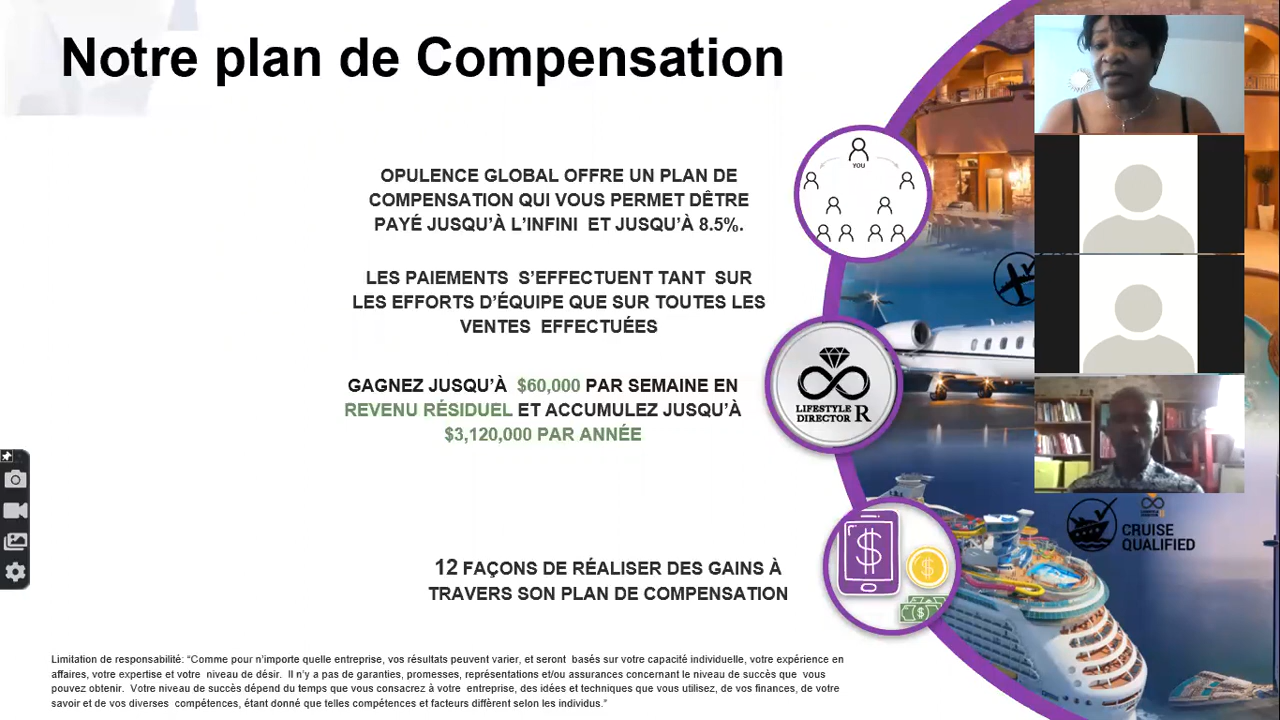 Notre plan de Compensation
OPULENCE GLOBAL OFFRE UN PLAN DE
COMPENSATION QUI VOUS PERMET DÊTRE
PAYÉ JUSQU’À L’INFINI ET JUSQU’À 8.5%.
LES PAIEMENTS S’EFFECTUENT TANT SUR
LES EFFORTS D’ÉQUIPE QUE SUR TOUTES LES
VENTES EFFECTUÉES
GAGNEZ JUSQU’À $60,000 PAR SEMAINE EN
REVENU RÉSIDUEL ET ACCUMULEZ JUSQU’À
$3,120,000 PAR ANNÉE
12 FAÇONS DE RÉALISER DES GAINS À
TRAVERS SON PLAN DE COMPENSATION
YOU
LIFESTYLE
DIRECTOR R
CRUISE
QUALIFIED
Limitation de responsabilité: “Comme pour n’importe quelle entreprise, vos résultats peuvent varier, et seront basés sur votre capacité individuelle, votre expérience en
affaires, votre expertise et votre niveau de désir. Il n’y a pas de garanties, promesses, représentations et/ou assurances concernant le niveau de succès que vous
pouvez obtenir. Votre niveau de succès dépend du temps que vous consacrez à votre entreprise, des idées et techniques que vous utilisez, de vos finances, de votre
savoir et de vos diverses compétences, étant donné que telles compétences et facteurs diffèrent selon les individus.”